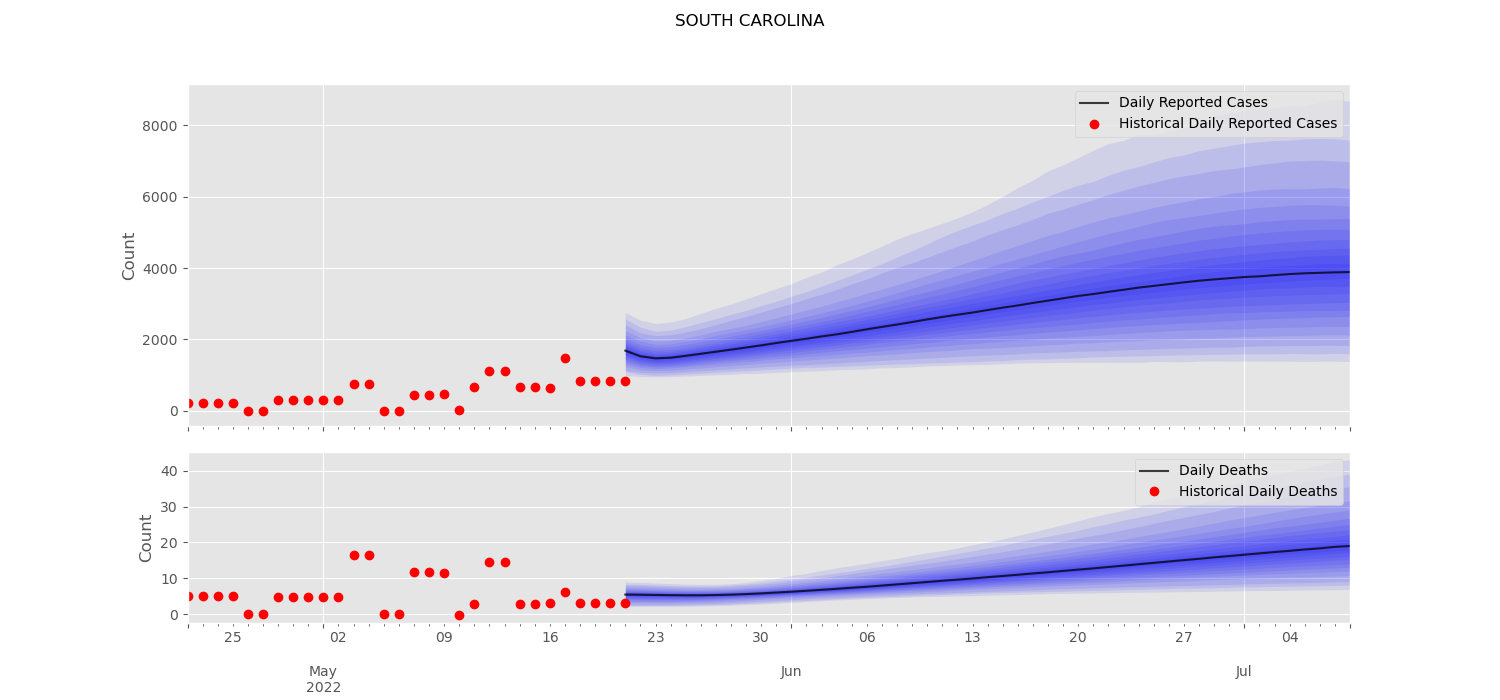 SOUTH CAROLINA
Daily Reported Cases
Historical Daily Reported Cases
8000
6000
4000
2000
0
Count
Daily Deaths
Historical Daily Deaths
40
30
20
10
0
Count
25 02 09 16 23 30 06 13 20 27 04
May Jun Jul
2022